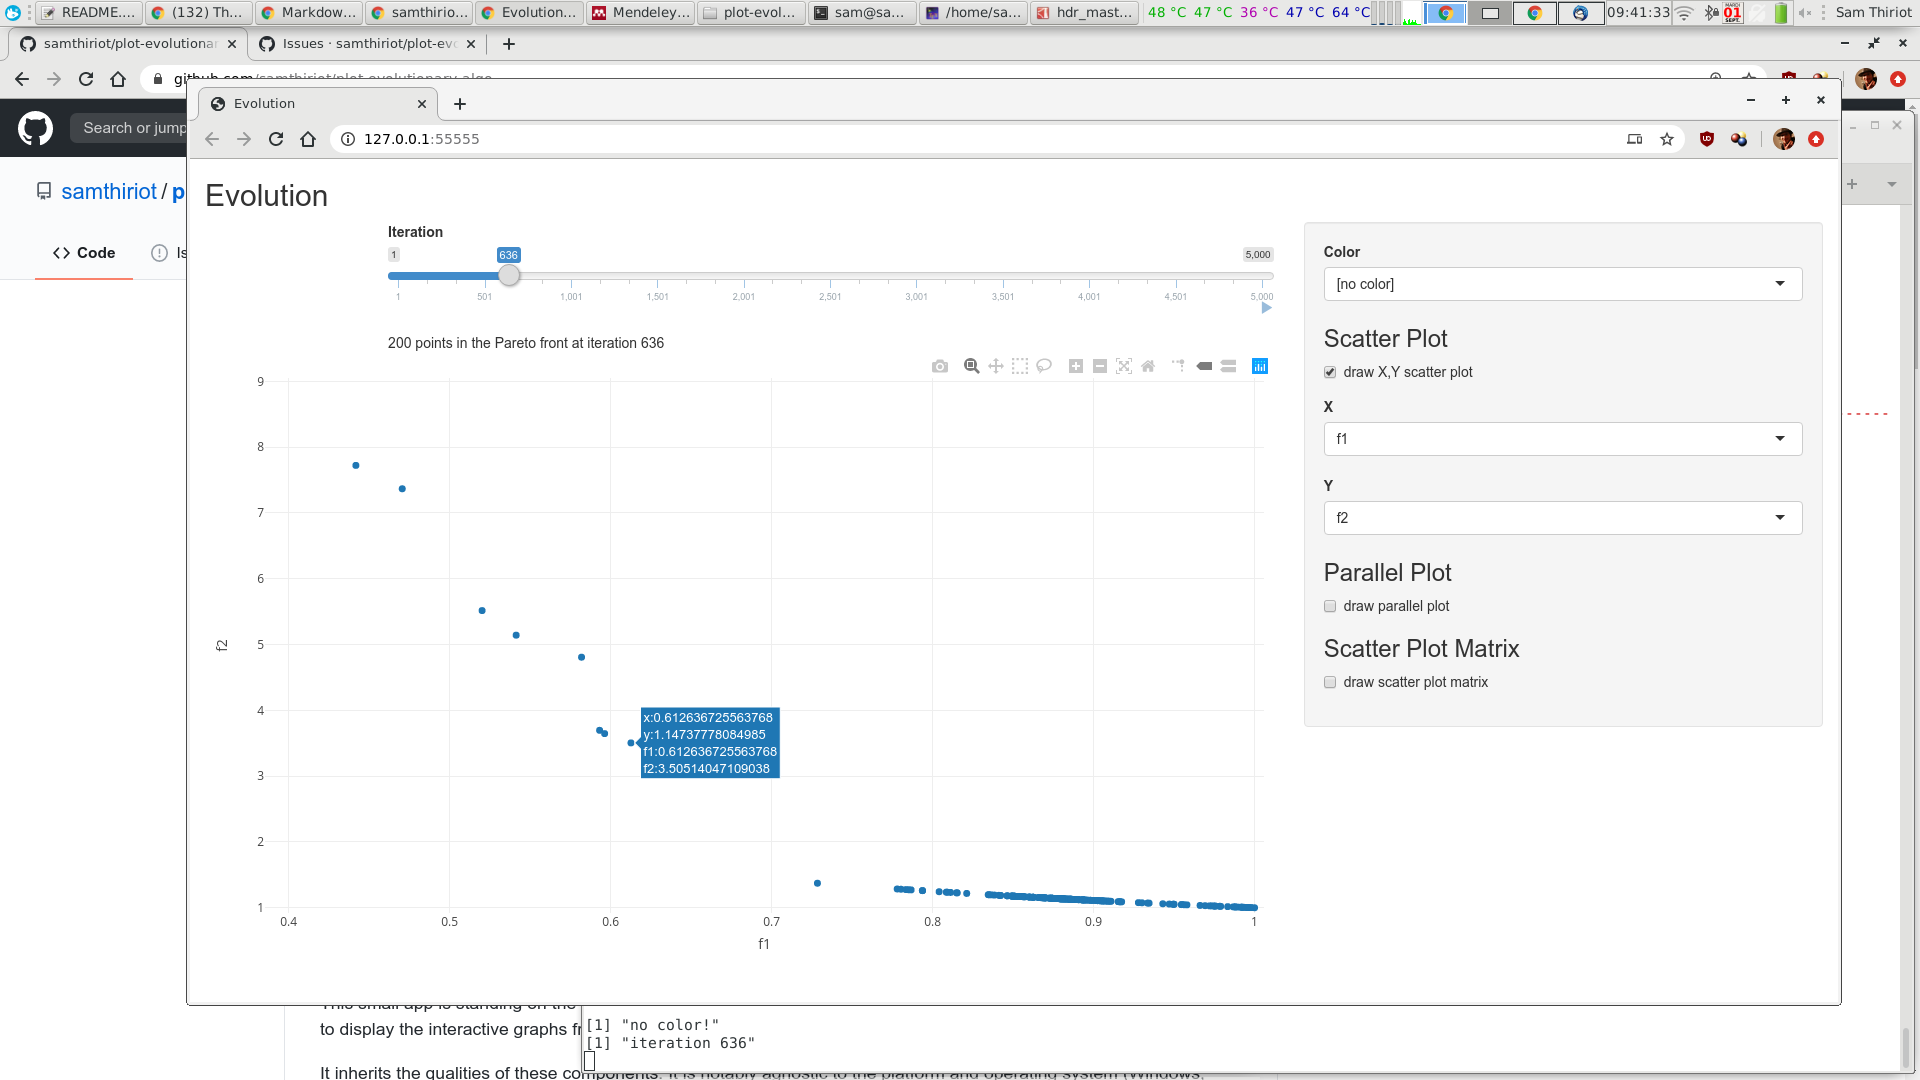 README....
(132) Th...
Markdow...
samthirio...
Evolution...
Mendeley...
plot-evol...
sam@sa...
/home/sa...
hdr_mast...
48 °C 47 °C 36 °C 47 °C 64 °C
09:41:33
MARCH
01
SEPT.
Sam Thiriot
samthiriot/plot-evolutionar
Issues · samthiriot/plot-evo
github.com/samthiriot/plot-evolutionary-algo
Evolution
127.0.0.1:55555
Search or jump
samthiriot / p
Code
Is
Evolution
Iteration
1
636
5,000
1
501
1,001
1,501
2,001
2,501
3,001
3,501
4,001
4,501
5,000
200 points in the Pareto front at iteration 636
Color
[no color]
Scatter Plot
draw X,Y scatter plot
X
f1
Y
f2
Parallel Plot
draw parallel plot
Scatter Plot Matrix
draw scatter plot matrix
9
8
7
6
5
4
3
2
1
f2
x:0.612636725563768
y:1.14737778084985
f1:0.612636725563768
f2:3.50514047109038
0.4
0.5
0.6
0.7
0.8
0.9
1
f1
This small app is standing on the
to display the interactive graphs fr
[1] "no color!"
[1] "iteration 636"
It inherits the qualities of these components. It is notably agnostic to the platform and operating system (Windows,